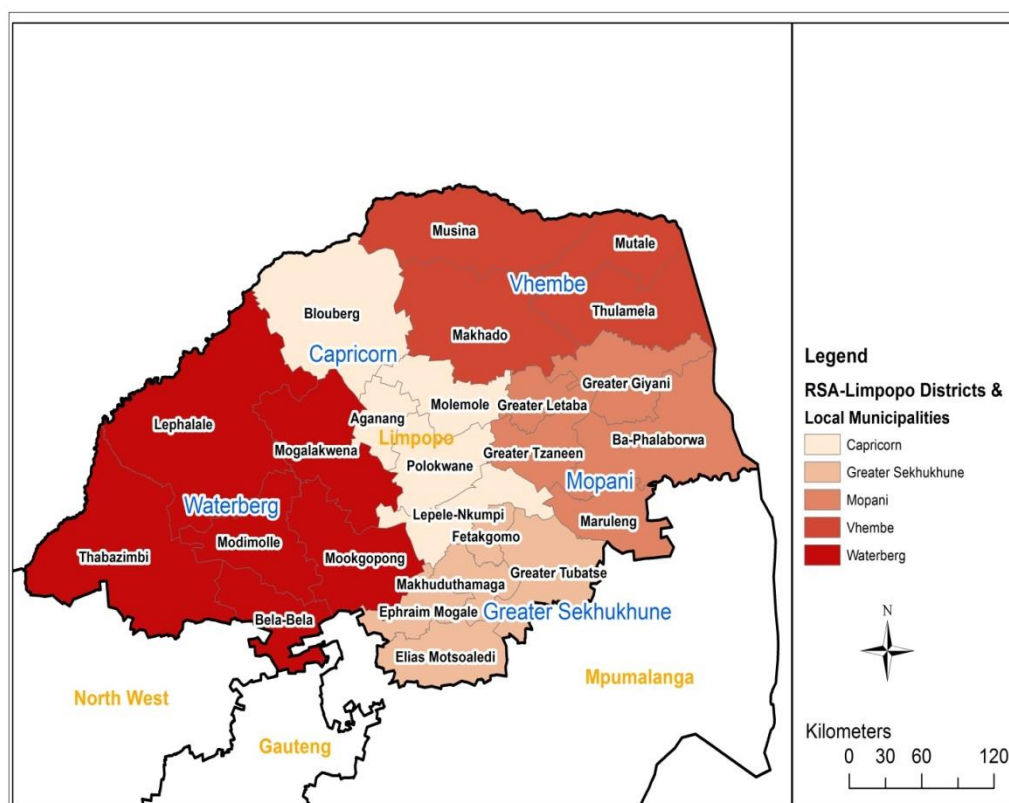 Musina
Mutale
Vhembe
Thulamela
Blouberg
Makhado
Capricorn
Greater Giyani
Molemole
Greater Letaba
Aganang
Lephalale
Limpopo
Ba-Phalaborwa
Mogalakwena
Greater Tzaneen
Polokwane
Mopani
Waterberg
Lepele-Nkumpi
Maruleng
Fetakgomo
Modimolle
Thabazimbi
Mookgopong
Greater Tubatse
Makhuduthamaga
Ephraim Mogale
Greater Sekhukhune
Bela-Bela
Elias Motsoaledi
Mpumalanga
North West
Gauteng
Legend
RSA-Limpopo Districts &
Local Municipalities
Capricorn
Greater Sekhukhune
Mopani
Vhembe
Waterberg
N
Kilometers
0 30 60 120